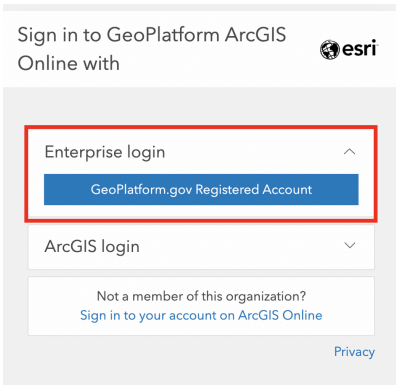 Sign in to GeoPlatform ArcGIS
Online with
esri
Enterprise login
GeoPlatform.gov Registered Account
ArcGIS login
Not a member of this organization?
Sign in to your account on ArcGIS Online
Privacy